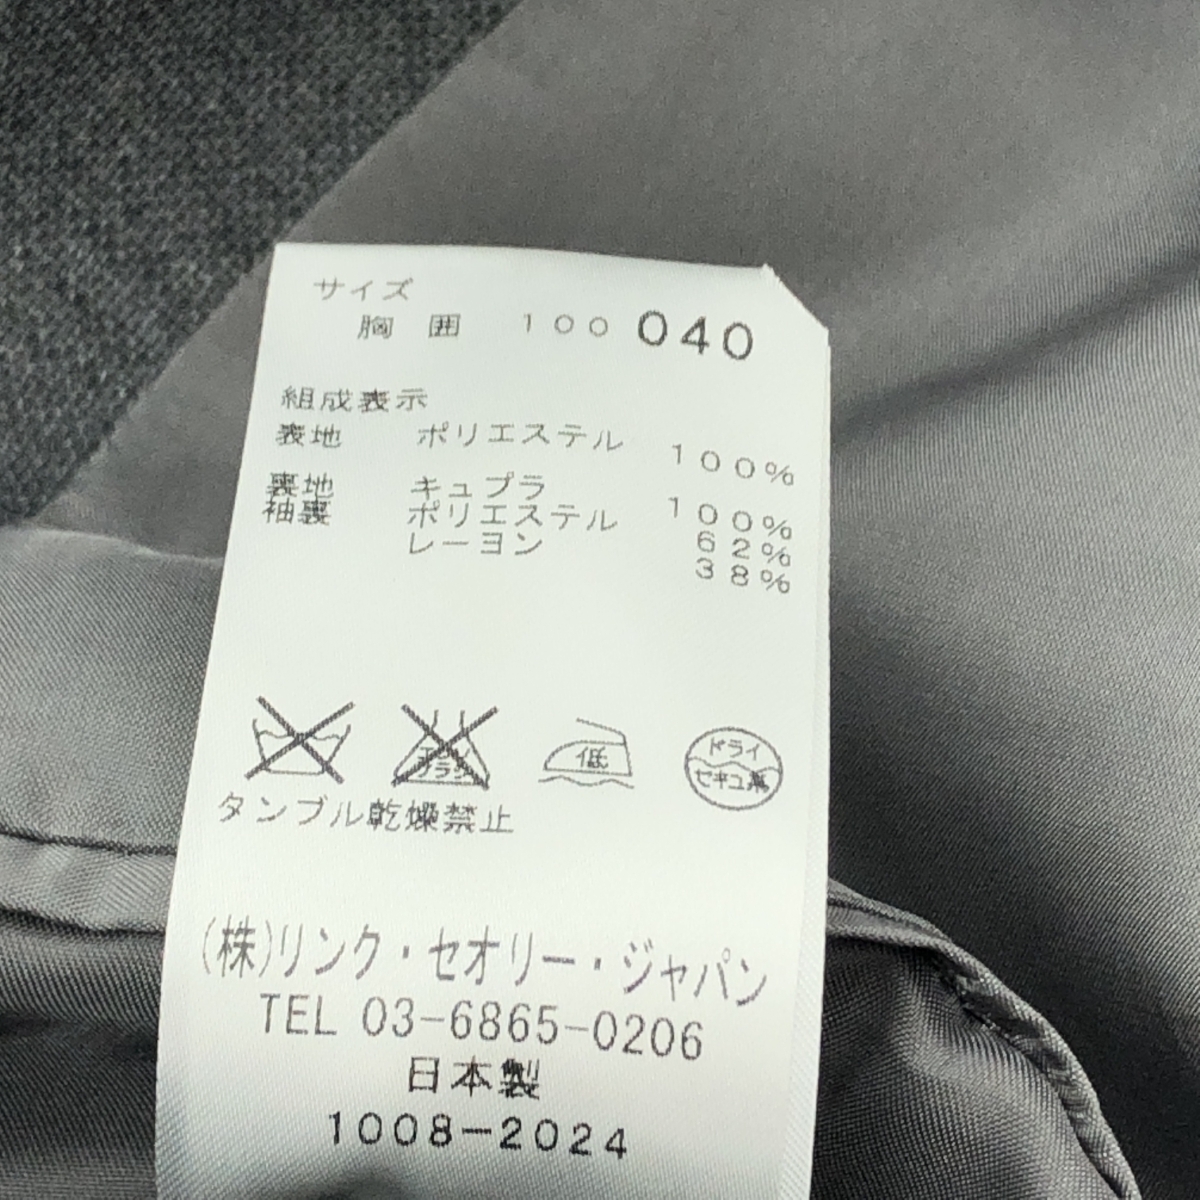 サイズ
胸 囲 100 040
組成表示
表地 ポリエステル 100%
裏地 キュプラ 100%
袖裏 ポリエステル 62%
レーヨン 38%
低
ドライ
セキユ系
タンブル乾燥禁止
(株)リンク・セオリー・ジャパン
TEL 03-6865-0206
日本製
1008-2024